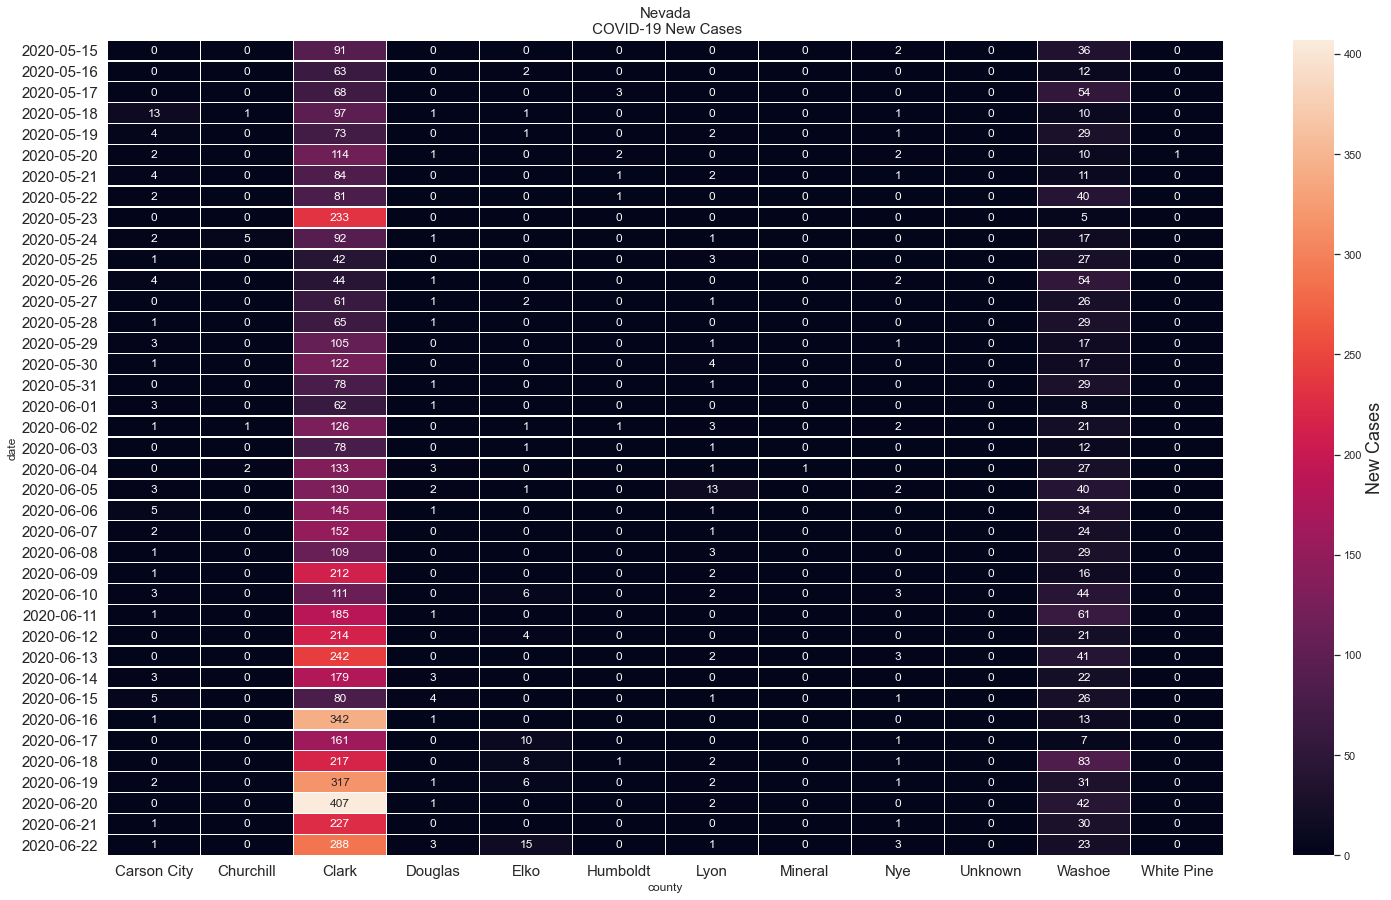 Nevada
COVID-19 New Cases
2020-05-15 0 0 91 0 0 0 0 0 2 0 36 0
2020-05-16 0 0 63 0 2 0 0 0 0 0 12 0
2020-05-17 0 0 68 0 0 3 0 0 0 0 54 0
2020-05-18 13 1 97 1 1 0 0 0 1 0 10 0
2020-05-19 4 0 73 0 1 0 2 0 1 0 29 0
2020-05-20 2 0 114 1 0 2 0 0 2 0 10 1
2020-05-21 4 0 84 0 0 1 2 0 1 0 11 0
2020-05-22 2 0 81 0 0 1 0 0 0 0 40 0
2020-05-23 0 0 233 0 0 0 0 0 0 0 5 0
2020-05-24 2 5 92 1 0 0 1 0 0 0 17 0
2020-05-25 1 0 42 0 0 0 3 0 0 0 27 0
2020-05-26 4 0 44 1 0 0 0 0 2 0 54 0
2020-05-27 0 0 61 1 2 0 1 0 0 0 26 0
2020-05-28 1 0 65 1 0 0 0 0 0 0 29 0
2020-05-29 3 0 105 0 0 0 1 0 1 0 17 0
2020-05-30 1 0 122 0 0 0 4 0 0 0 17 0
2020-05-31 0 0 78 1 0 0 1 0 0 0 29 0
2020-06-01 3 0 62 1 0 0 0 0 0 0 8 0
2020-06-02 1 1 126 0 1 1 3 0 2 0 21 0
2020-06-03 0 0 78 0 1 0 1 0 0 0 12 0
2020-06-04 0 2 133 3 0 0 1 1 0 0 27 0
2020-06-05 3 0 130 2 1 0 13 0 2 0 40 0
2020-06-06 5 0 145 1 0 0 1 0 0 0 34 0
2020-06-07 2 0 152 0 0 0 1 0 0 0 24 0
2020-06-08 1 0 109 0 0 0 3 0 0 0 29 0
2020-06-09 1 0 212 0 0 0 2 0 0 0 16 0
2020-06-10 3 0 111 0 6 0 2 0 3 0 44 0
2020-06-11 1 0 185 1 0 0 0 0 0 0 61 0
2020-06-12 0 0 214 0 4 0 0 0 0 0 21 0
2020-06-13 0 0 242 0 0 0 2 0 3 0 41 0
2020-06-14 3 0 179 3 0 0 0 0 0 0 22 0
2020-06-15 5 0 80 4 0 0 1 0 1 0 26 0
2020-06-16 1 0 342 1 0 0 0 0 0 0 13 0
2020-06-17 0 0 161 0 10 0 0 0 1 0 7 0
2020-06-18 0 0 217 0 8 1 2 0 1 0 83 0
2020-06-19 2 0 317 1 6 0 2 0 1 0 31 0
2020-06-20 0 0 407 1 0 0 2 0 0 0 42 0
2020-06-21 1 0 227 0 0 0 0 0 1 0 30 0
2020-06-22 1 0 288 3 15 0 1 0 3 0 23 0
Carson City Churchill Clark Douglas Elko Humboldt Lyon Mineral Nye Unknown Washoe White Pine
county
date
400
350
300
250
200
150
100
50
0
New Cases